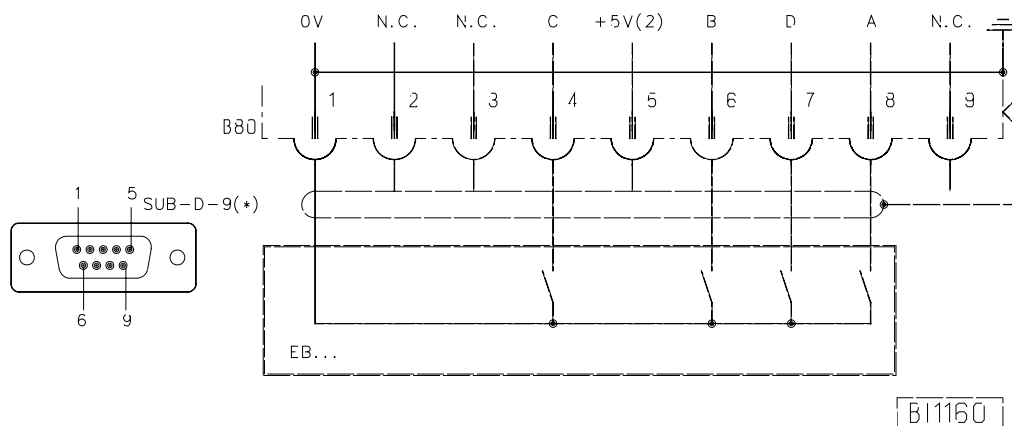 0V N.C. N.C. C +5V(2) B D A N.C.
1 2 3 4 5 6 7 8 9
B80
1 5
SUB-D-9(*)
6 9
EB...
BI1160